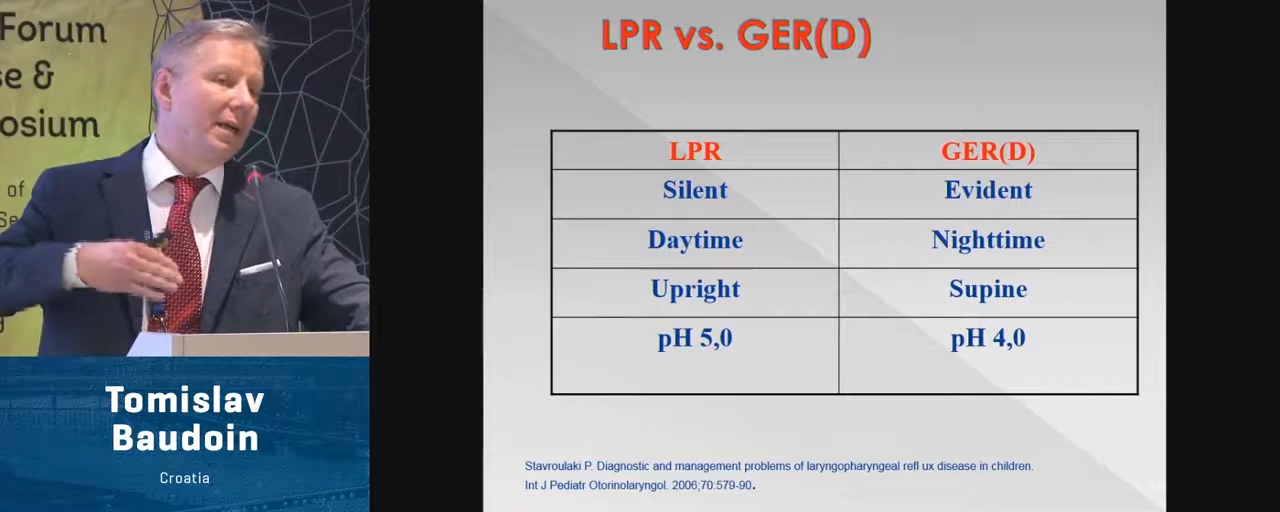 Forum
se &
osium
of
Se
LPR vs. GER(D)
LPR GER(D)
Silent Evident
Daytime Nighttime
Upright Supine
pH 5,0 pH 4,0
Stavroulaki P. Diagnostic and management problems of laryngopharyngeal refl ux disease in children.
Int J Pediatr Otorinolaryngol. 2006;70:579-90.
Tomislav
Baudoin
Croatia